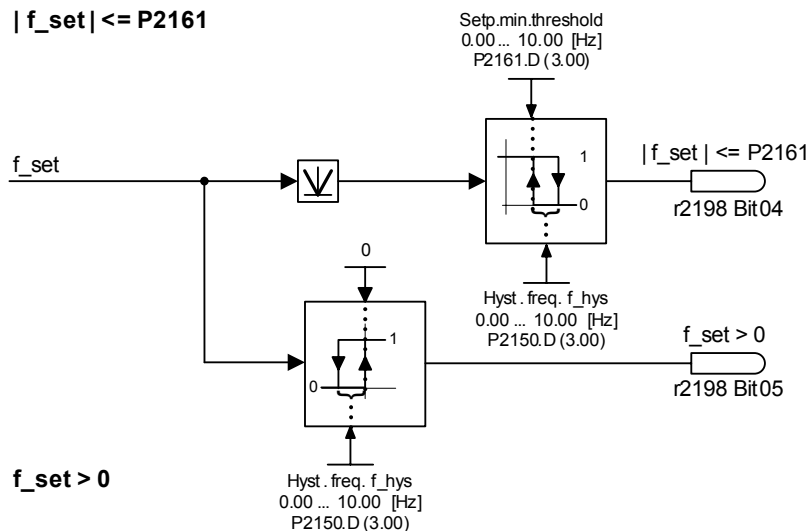 | f_set | <= P2161
Setp.min.threshold
0.00 ... 10.00 [Hz]
P2161.D (3.00)
f_set
1
0
| f_set | <= P2161
r2198 Bit04
Hyst. freq. f_hys
0.00 ... 10.00 [Hz]
P2150.D (3.00)
0
1
0
f_set > 0
r2198 Bit05
f_set > 0
Hyst. freq. f_hys
0.00 ... 10.00 [Hz]
P2150.D (3.00)